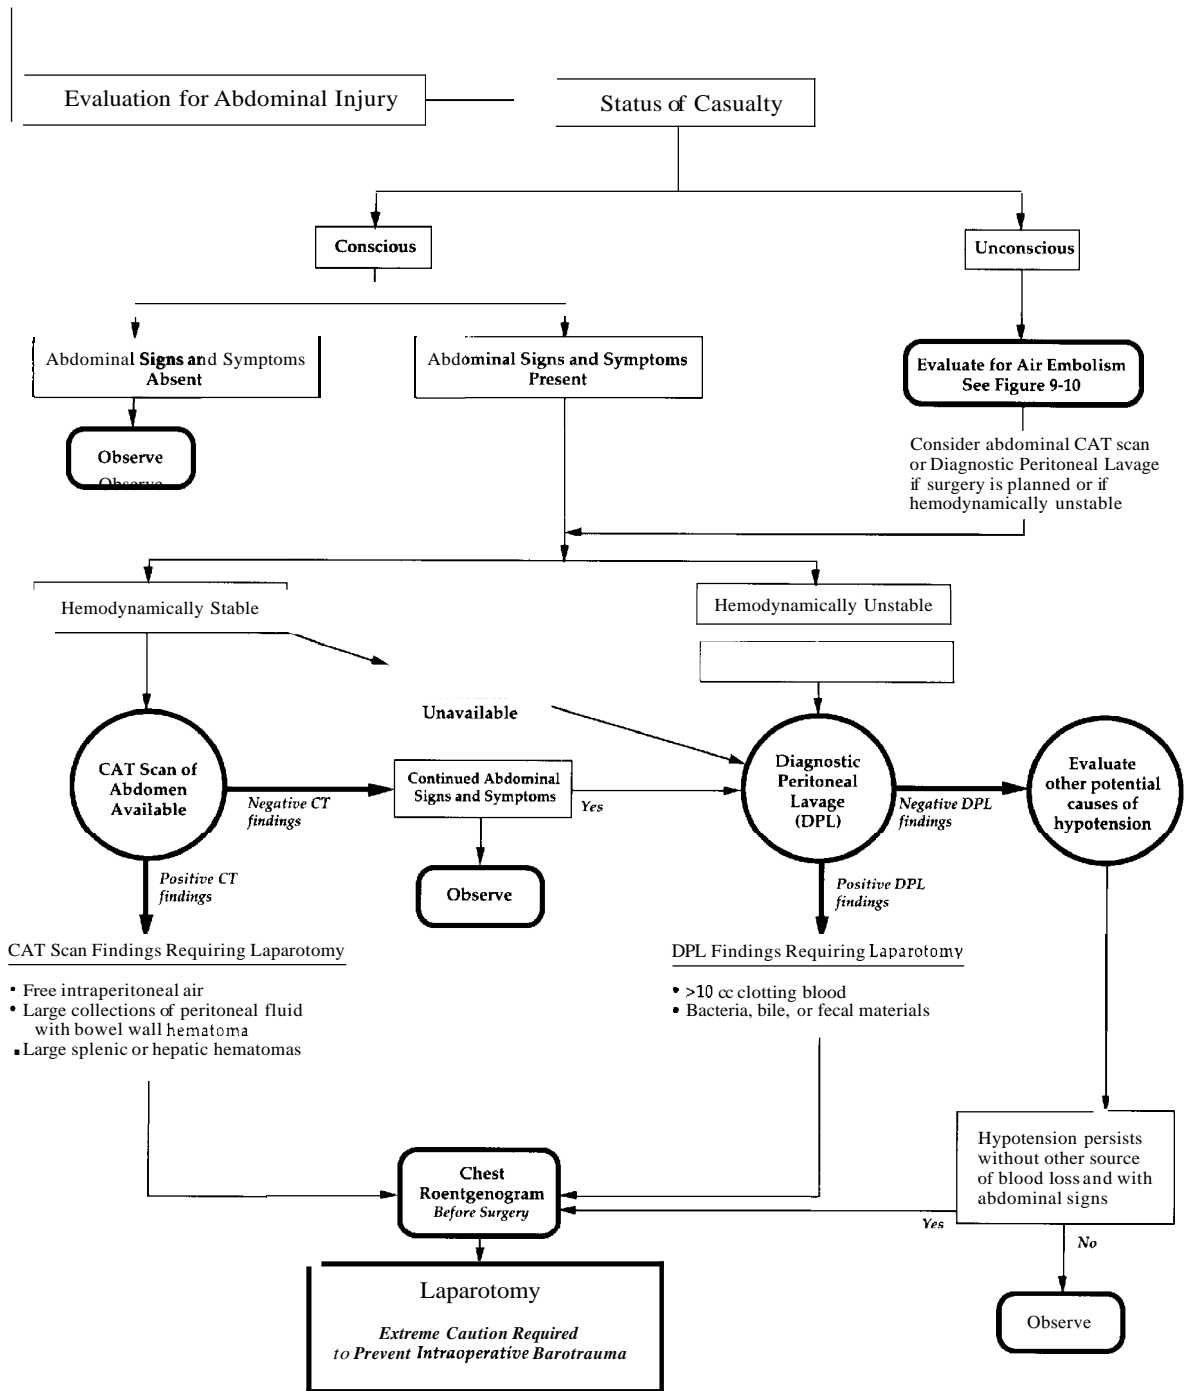 Evaluation for Abdominal Injury
Status of Casualty
Conscious
Unconscious
Abdominal Signs and Symptoms
Absent
Abdominal Signs and Symptoms
Present
Evaluate for Air Embolism
See Figure 9-10
Observe
Observe
Consider abdominal CAT scan
or Diagnostic Peritoneal Lavage
if surgery is planned or if
hemodynamically unstable
Hemodynamically Stable
Hemodynamically Unstable
Unavailable
CAT Scan of
Abdomen
Available
Negative CT
findings
Continued Abdominal
Signs and Symptoms
Yes
Diagnostic
Peritoneal
Lavage
(DPL)
Negative DPL
findings
Evaluate
other potential
causes of
hypotension
Positive CT
findings
Observe
Positive DPL
findings
CAT Scan Findings Requiring Laparotomy
• Free intraperitoneal air
• Large collections of peritoneal fluid
with bowel wall hematoma
▪ Large splenic or hepatic hematomas
DPL Findings Requiring Laparotomy
• >10 cc clotting blood
• Bacteria, bile, or fecal materials
Hypotension persists
without other source
of blood loss and with
abdominal signs
Chest
Roentgenogram
Before Surgery
Yes
No
Laparotomy
Extreme Caution Required
to Prevent Intraoperative Barotrauma
Observe